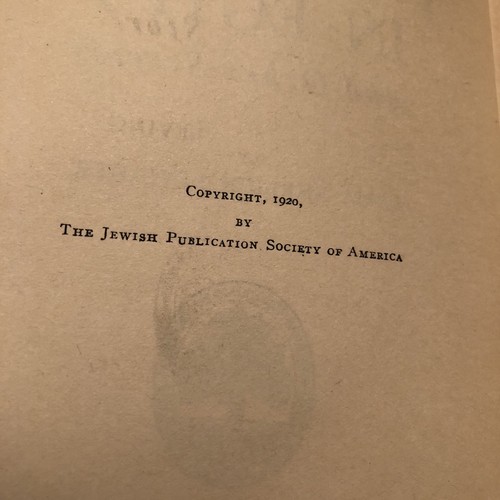 COPYRIGHT, 1920,
BY
THE JEWISH PUBLICATION SOCIETY OF AMERICA